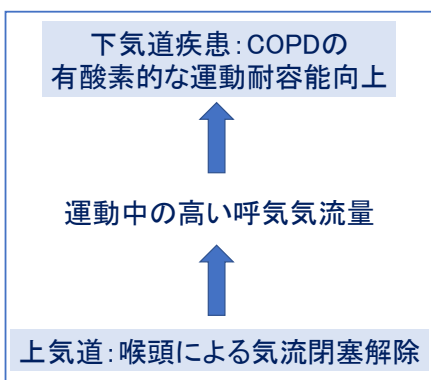 下気道疾患：COPDの
有酸素的な運動耐容能向上
運動中の高い呼気気流量
上気道：喉頭による気流閉塞解除